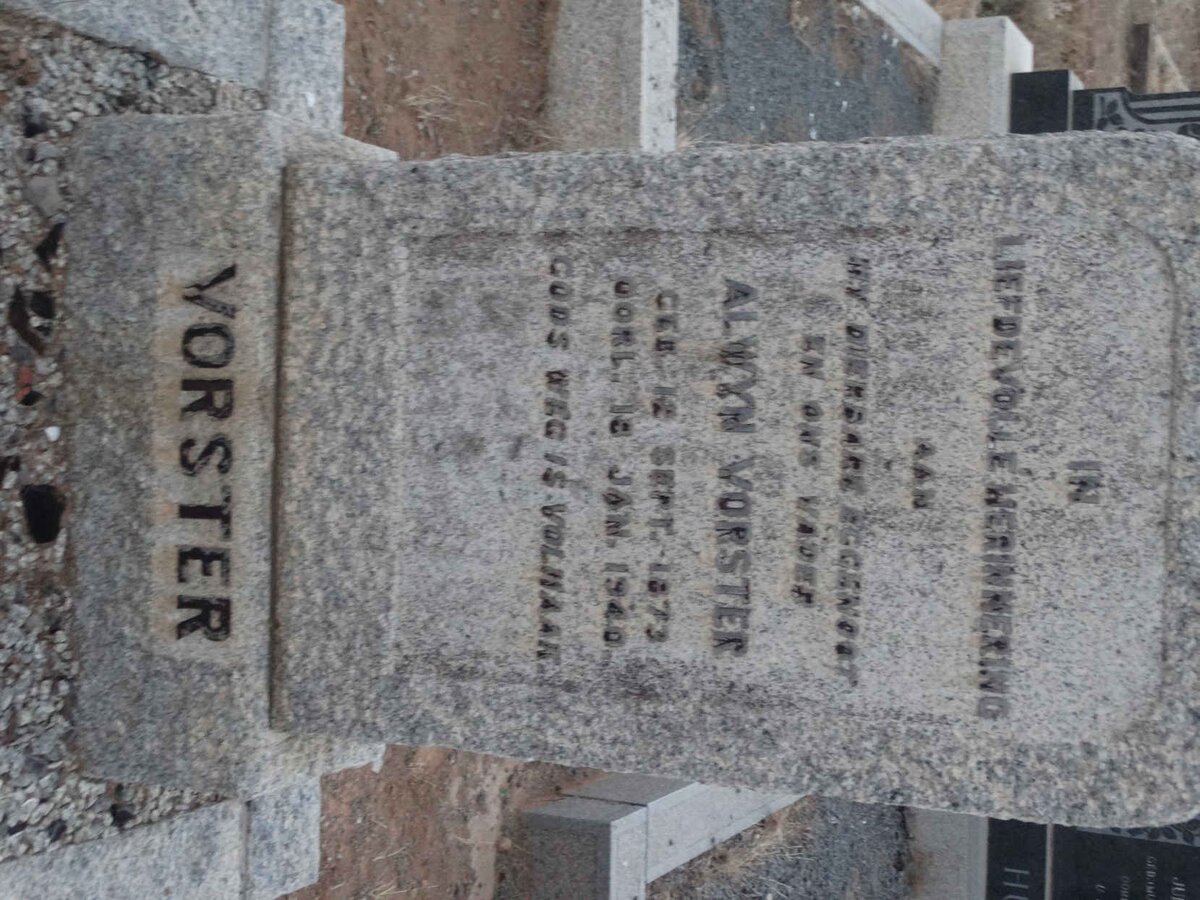 IN
LIEFDEVOLLE HERINNERING
AAN
MY DIERBARE EGGENOOT
EN ONS VADER
ALWYN VORSTER
GEB. 12 SEPT. 1873
OORL. 18 JAN 1940
GODS WEG IS VOLMAAK
VORSTER